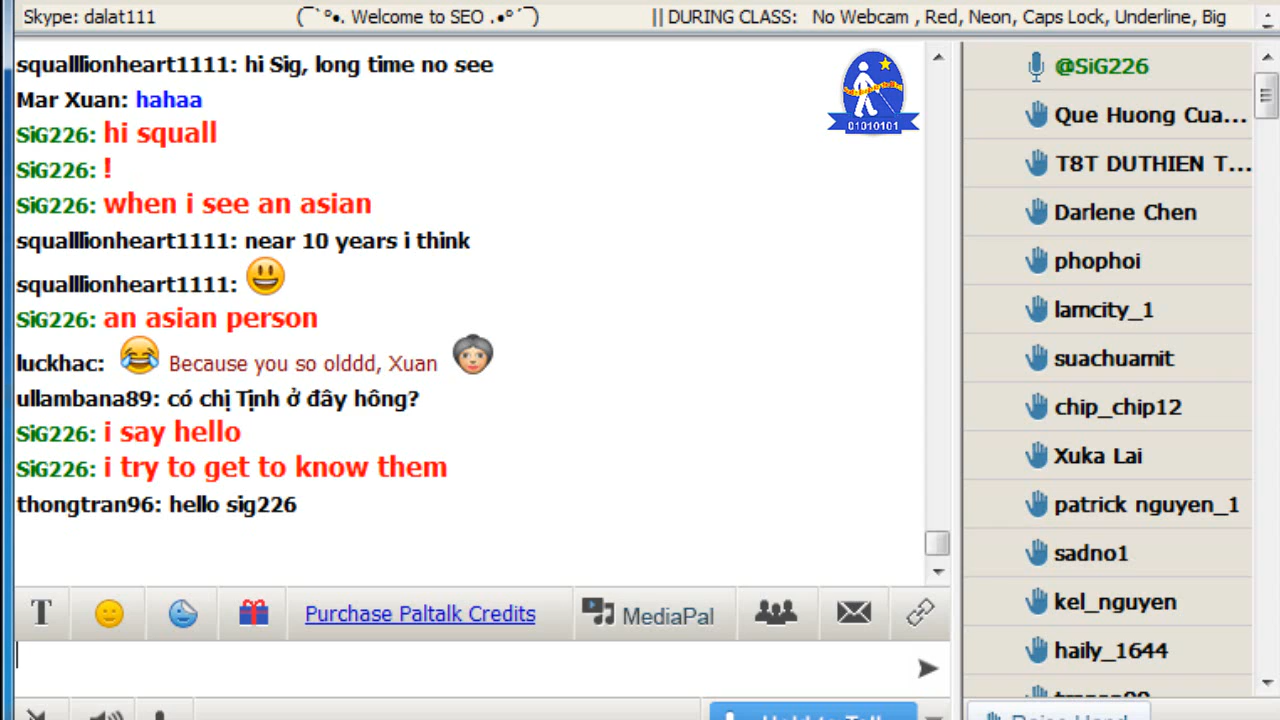 Skype: dalat111 (¯`°•. Welcome to SEO .•°´¯) || DURING CLASS: No Webcam , Red, Neon, Caps Lock, Underline, Big
squalllionheart1111: hi Sig, long time no see
Mar Xuan: hahaa
SiG226: hi squall
SiG226: !
SiG226: when i see an asian
squalllionheart1111: near 10 years i think
squalllionheart1111:
SiG226: an asian person
luckhac: Because you so olddd, Xuan
ullambana89: có chị Tịnh ở đây hông?
SiG226: i say hello
SiG226: i try to get to know them
thongtran96: hello sig226
01010101
@SiG226
Que Huong Cua...
T8T DUTHIEN T...
Darlene Chen
phophoi
lamcity_1
suachuamit
chip_chip12
Xuka Lai
patrick nguyen_1
sadno1
kel_nguyen
haily_1644
T Purchase Paltalk Credits MediaPal
Raise Hand